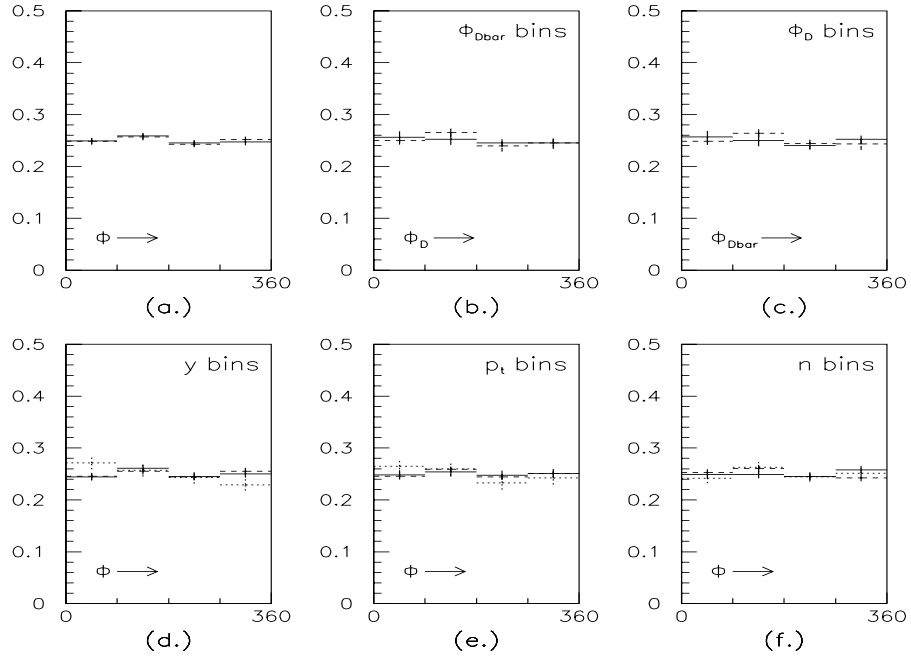 0.5 0.5 Φ_Dbar bins 0.5 Φ_D bins
0.4 0.4 0.4
0.3 0.3 0.3
0.2 0.2 0.2
0.1 0.1 0.1
Φ → Φ_D → Φ_Dbar →
0 0 0
0 360 0 360 0 360
(a.) (b.) (c.)
0.5 y bins 0.5 p_t bins 0.5 n bins
0.4 0.4 0.4
0.3 0.3 0.3
0.2 0.2 0.2
0.1 0.1 0.1
Φ → Φ → Φ →
0 0 0
0 360 0 360 0 360
(d.) (e.) (f.)